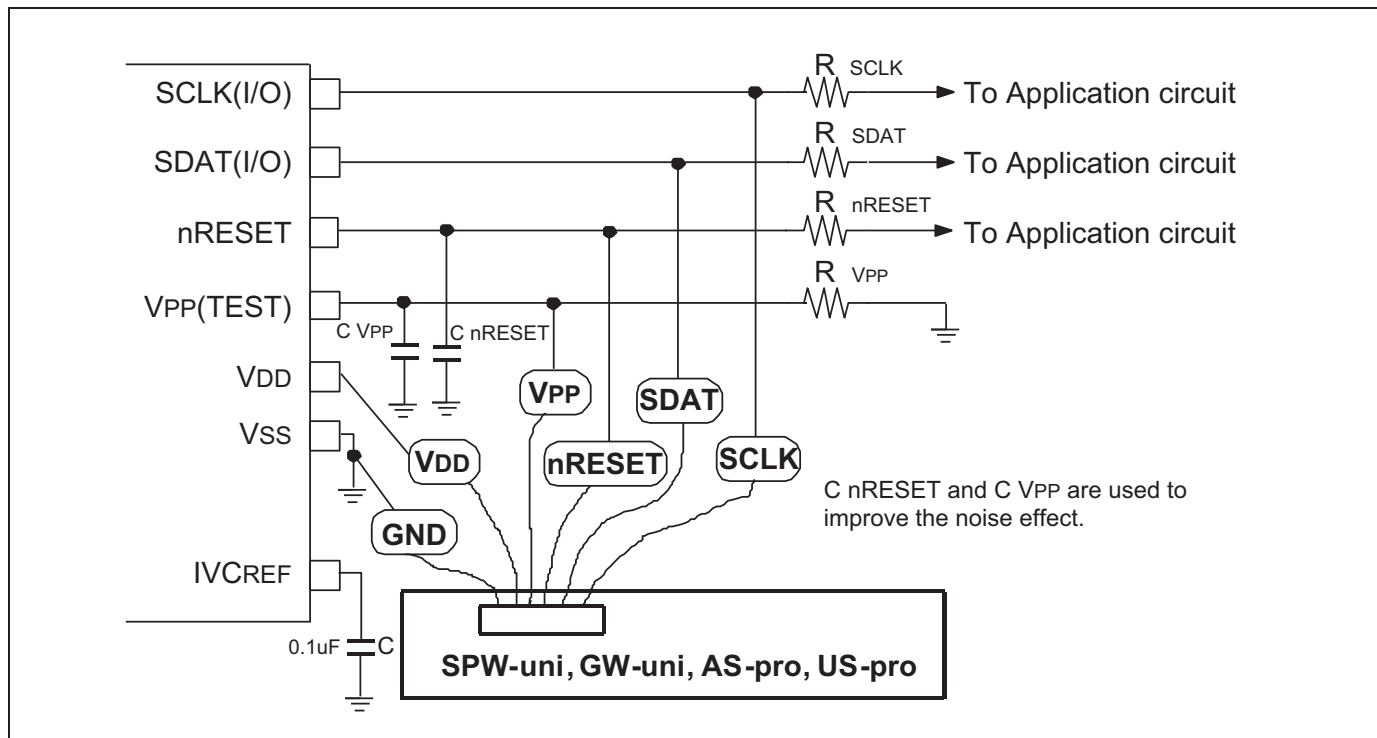 SCLK(I/O)
R SCLK
To Application circuit
SDAT(I/O)
R SDAT
To Application circuit
nRESET
R nRESET
To Application circuit
VPP(TEST)
R VPP
C VPP
C nRESET
VDD
VSS
VPP
SDAT
VDD
nRESET
SCLK
GND
C nRESET and C VPP are used to
improve the noise effect.
IVCREF
0.1uF C
SPW-uni, GW-uni, AS-pro, US-pro